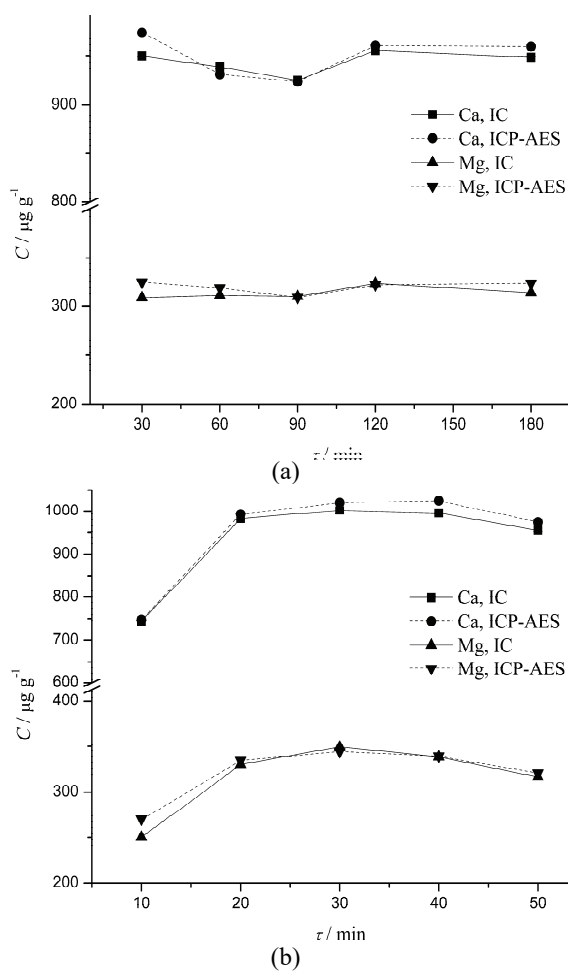 900
800
300
200
C / μg g⁻¹
Ca, IC
Ca, ICP-AES
Mg, IC
Mg, ICP-AES
30 60 90 120 150 180
τ / min
(a)
1000
900
800
700
600
400
300
200
C / μg g⁻¹
Ca, IC
Ca, ICP-AES
Mg, IC
Mg, ICP-AES
10 20 30 40 50
τ / min
(b)